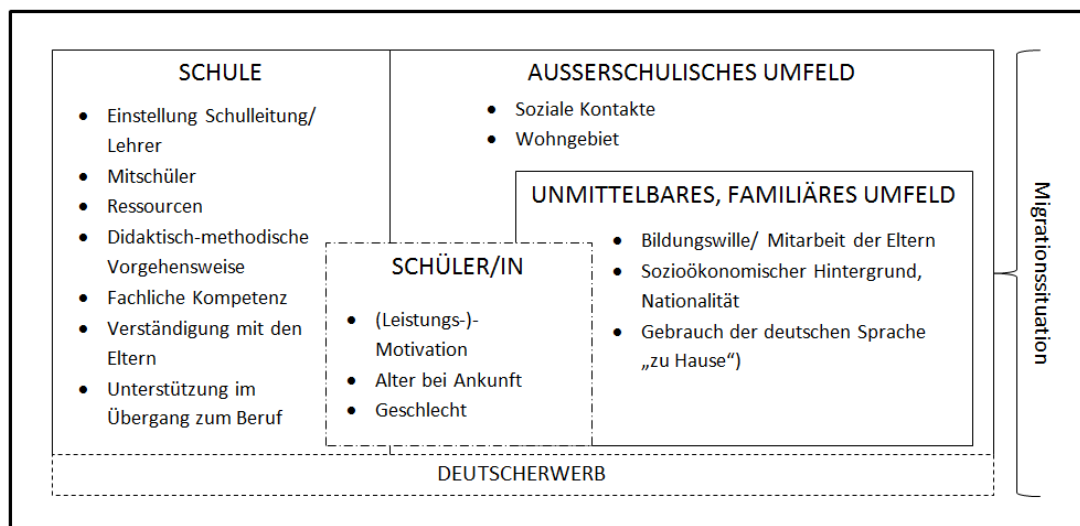 SCHULE
• Einstellung Schulleitung/
Lehrer
• Mitschüler
• Ressourcen
• Didaktisch-methodische
Vorgehensweise
• Fachliche Kompetenz
• Verständigung mit den
Eltern
• Unterstützung im
Übergang zum Beruf
AUSSERSCHULISCHES UMFELD
• Soziale Kontakte
• Wohngebiet
UNMITTELBARES, FAMILIÄRES UMFELD
• Bildungswille/ Mitarbeit der Eltern
• Sozioökonomischer Hintergrund,
Nationalität
• Gebrauch der deutschen Sprache
„zu Hause“)
SCHÜLER/IN
• (Leistungs-)-
Motivation
• Alter bei Ankunft
• Geschlecht
DEUTSCHERWERB
Migrationssituation